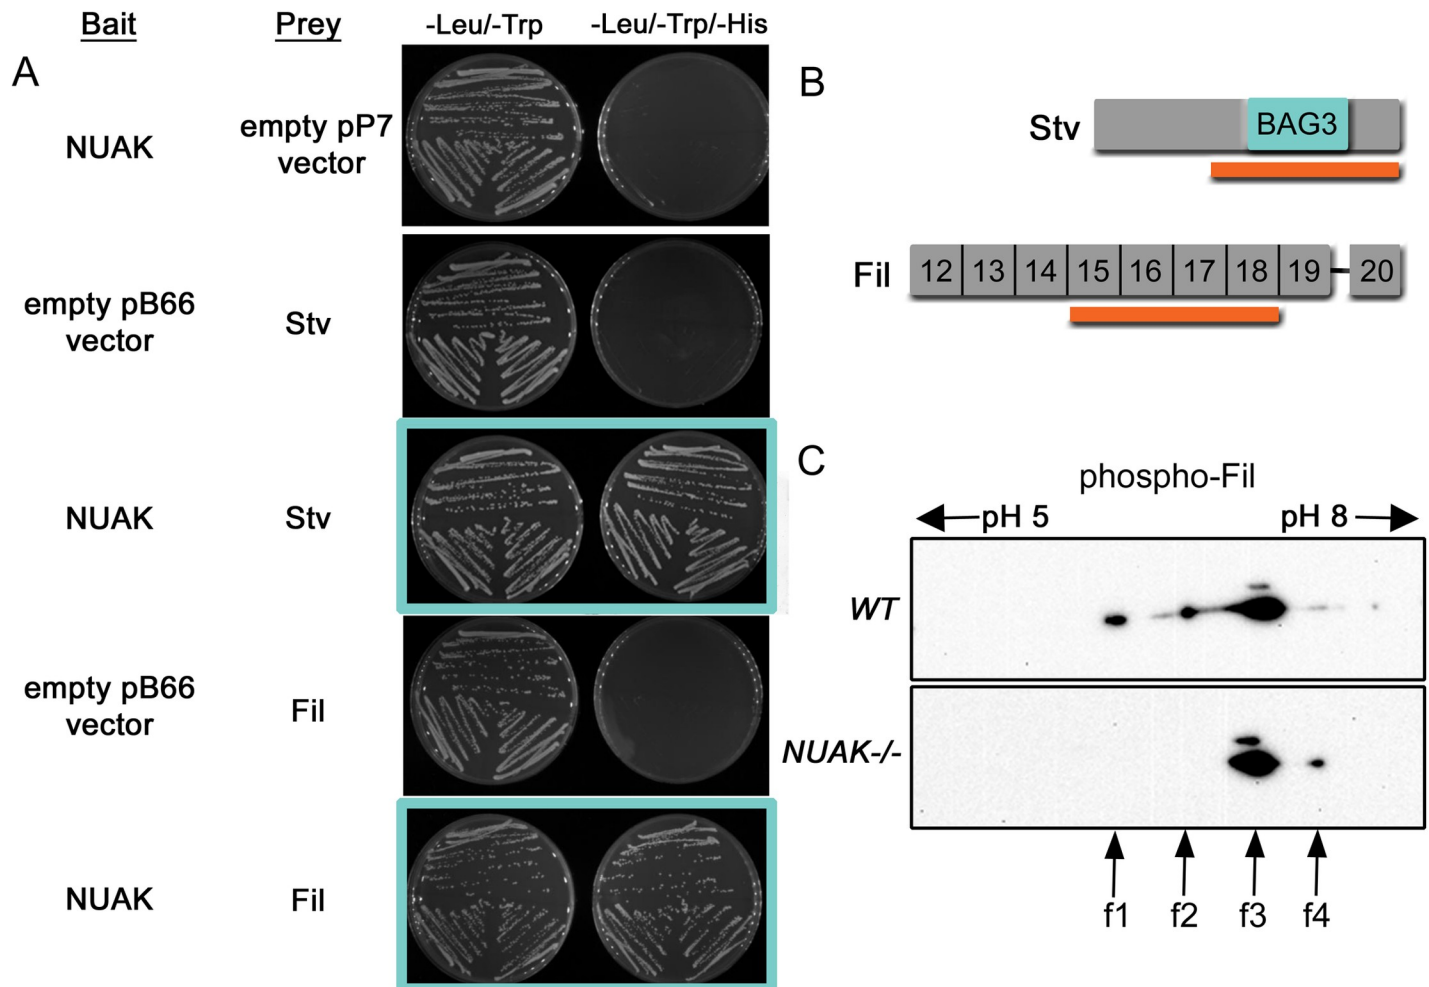 Bait Prey -Leu/-Trp -Leu/-Trp/-His
A
NUAK
empty pP7
vector
empty pB66
vector
Stv
NUAK
Stv
empty pB66
vector
Fil
NUAK
Fil
B
Stv
BAG3
Fil
12 13 14 15 16 17 18 19 20
C
phospho-Fil
pH 5 pH 8
WT
NUAK-/-
f1 f2 f3 f4